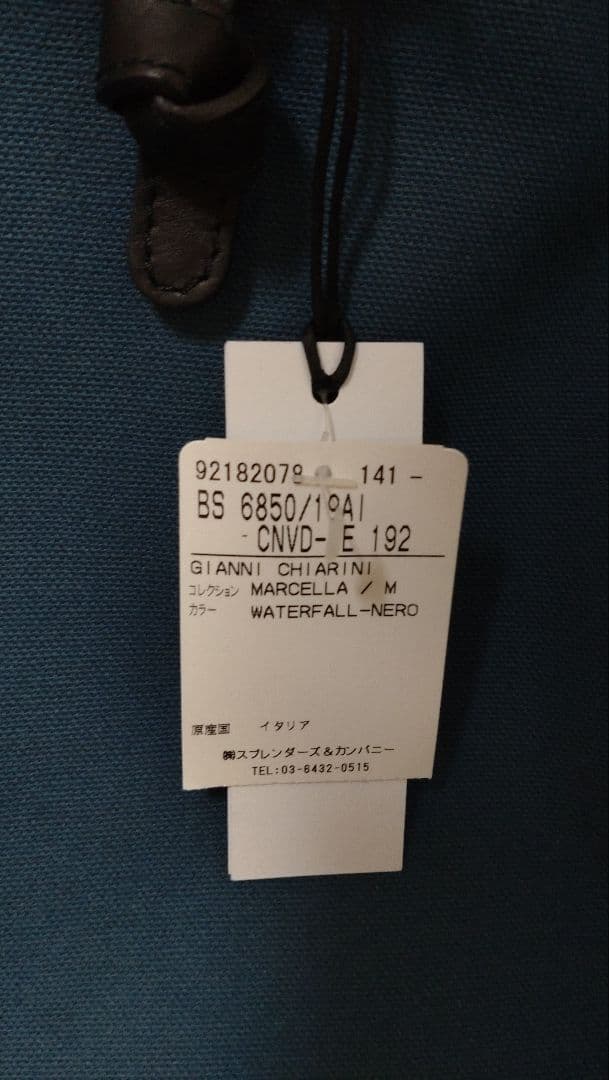 92182078 141 -
BS 6850/19AI
- CNVD- E 192
GIANNI CHIARINI
コレクション MARCELLA / M
カラー WATERFALL-NERO
原産国 イタリア
㈱スプレンダーズ&カンパニー
TEL:03-6432-0515